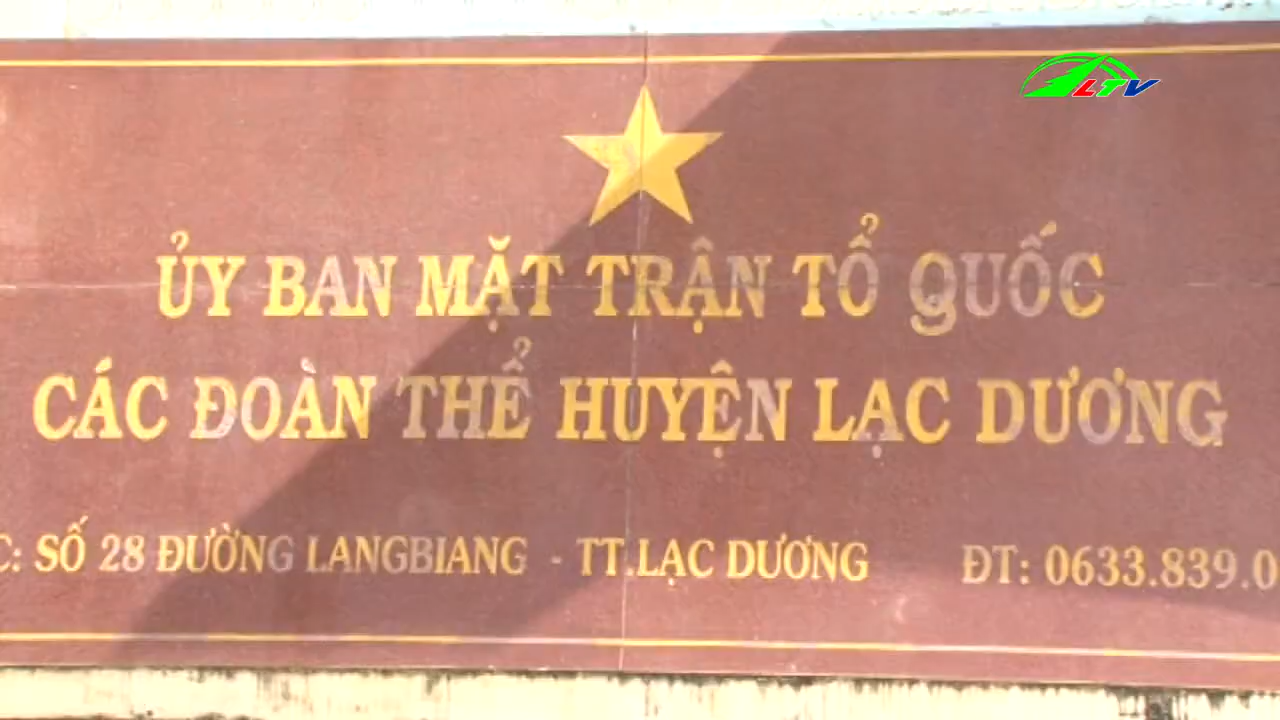 LTV
ỦY BAN MẶT TRẬN TỔ QUỐC
CÁC ĐOÀN THỂ HUYỆN LẠC DƯƠNG
C: SỐ 28 ĐƯỜNG LANGBIANG - TT.LẠC DƯƠNG ĐT: 0633.839.0